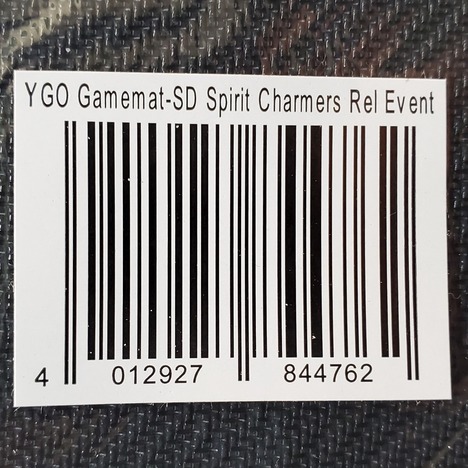 YGO Gamemat-SD Spirit Charmers Rel Event
4 012927 844762